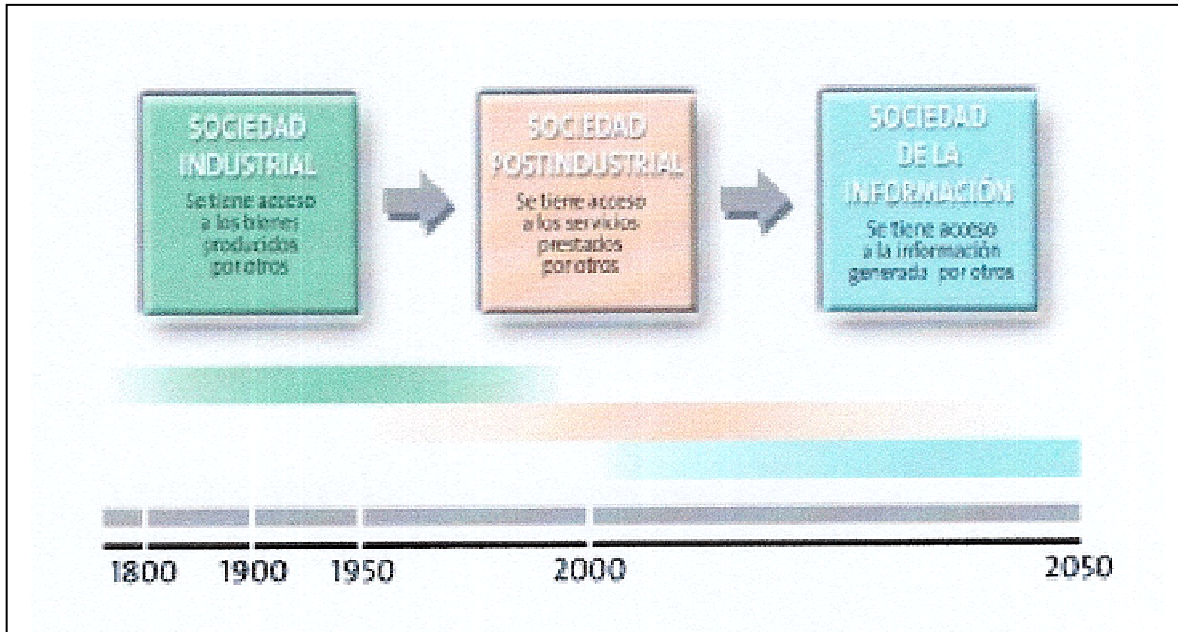 SOCIEDAD
INDUSTRIAL
Se tiene acceso
a los bienes
producidos
por otros
SOCIEDAD
POSTINDUSTRIAL
Se tiene acceso
a los servicios
prestados
por otros
SOCIEDAD
DE LA
INFORMACIÓN
Se tiene acceso
a la información
generada por otros
1800 1900 1950 2000 2050